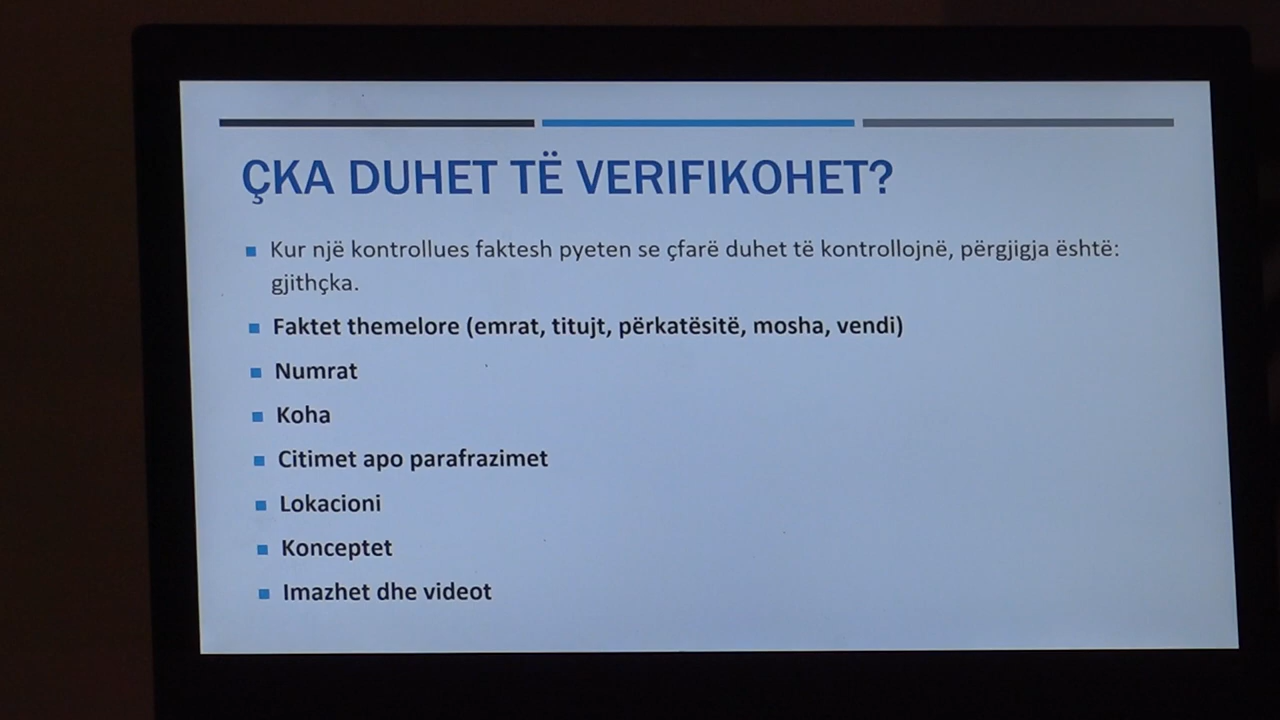 ÇKA DUHET TË VERIFIKOHET?
Kur një kontrollues faktesh pyeten se çfarë duhet të kontrollojnë, përgjigja është:
gjithçka.
Faktet themelore (emrat, titujt, përkatësitë, mosha, vendi)
Numrat
Koha
Citimet apo parafrazimet
Lokacioni
Konceptet
Imazhet dhe videot